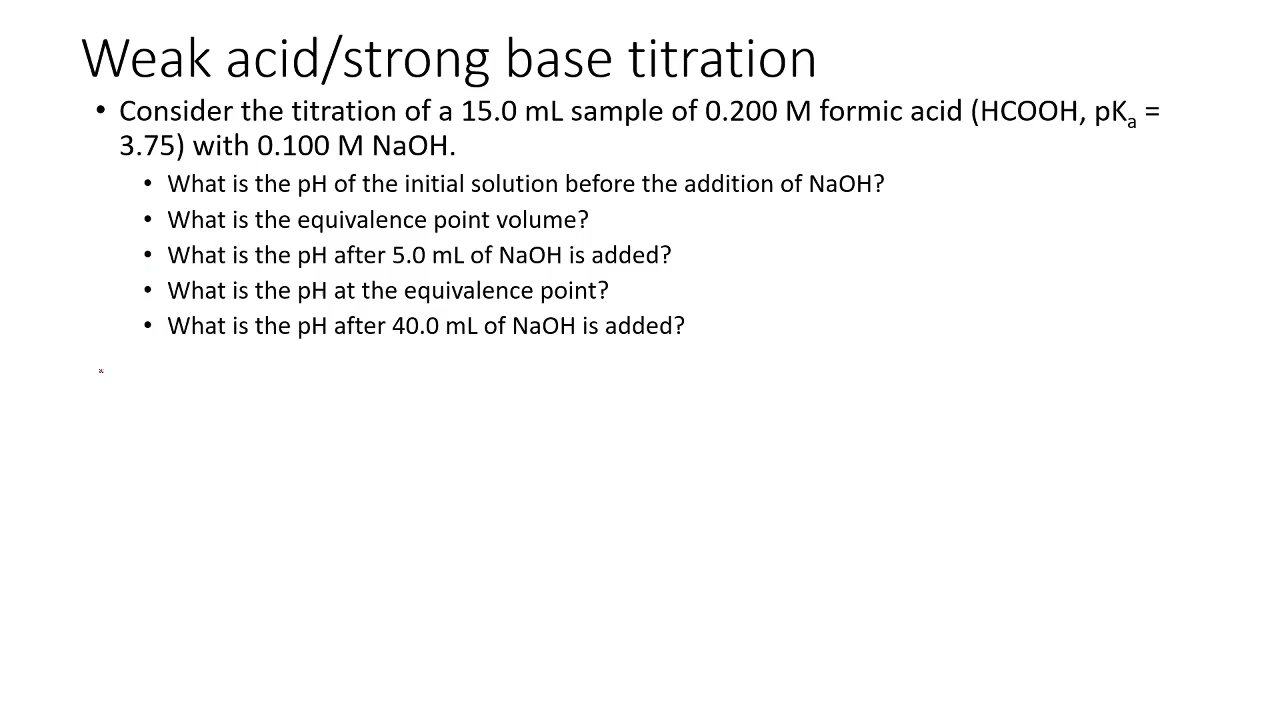 Weak acid/strong base titration
• Consider the titration of a 15.0 mL sample of 0.200 M formic acid (HCOOH, pKa =
3.75) with 0.100 M NaOH.
• What is the pH of the initial solution before the addition of NaOH?
• What is the equivalence point volume?
• What is the pH after 5.0 mL of NaOH is added?
• What is the pH at the equivalence point?
• What is the pH after 40.0 mL of NaOH is added?